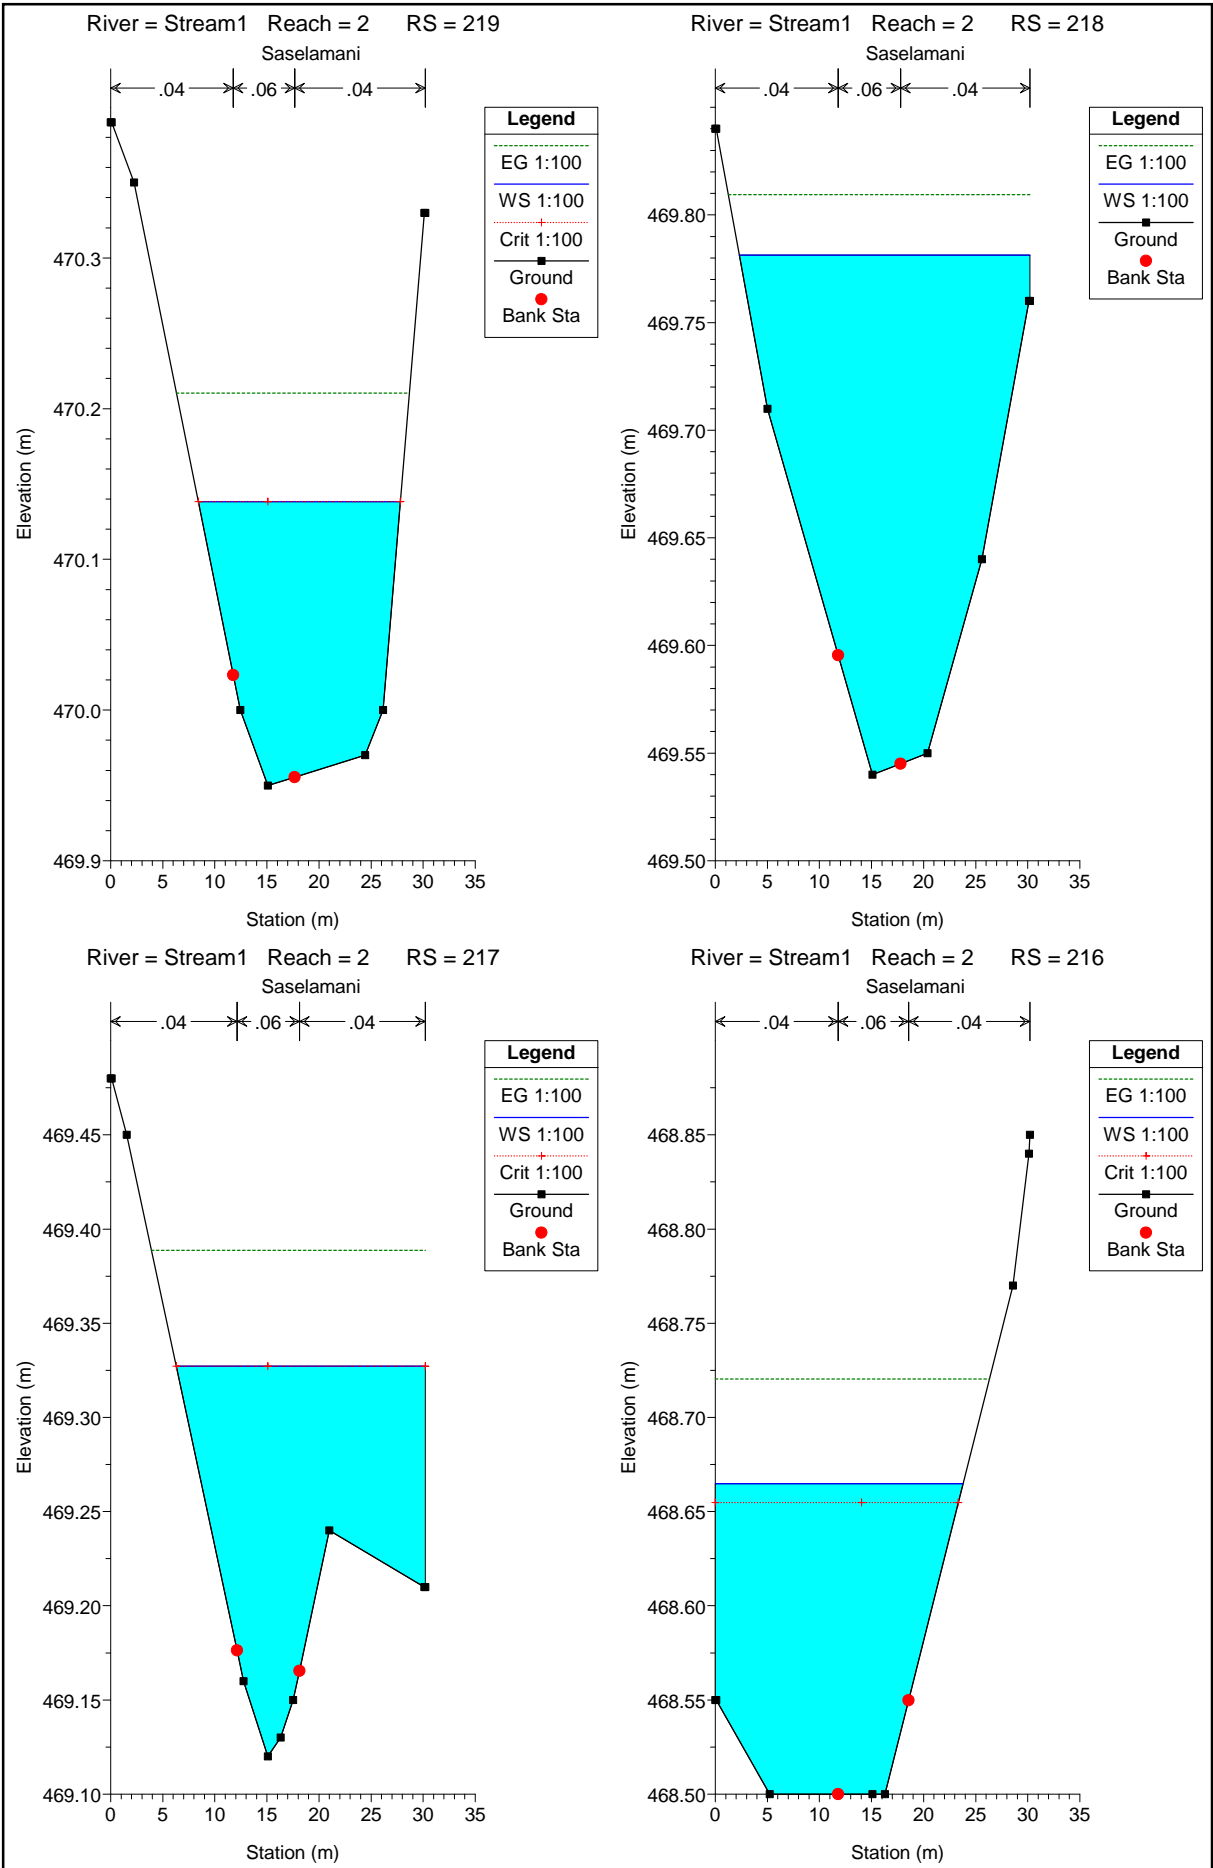 River = Stream1 Reach = 2 RS = 219
Saselamani
.04 .06 .04
Legend
EG 1:100
WS 1:100
Crit 1:100
Ground
Bank Sta
470.3
470.2
470.1
470.0
469.9
Elevation (m)
0 5 10 15 20 25 30 35
Station (m)
River = Stream1 Reach = 2 RS = 218
Saselamani
.04 .06 .04
Legend
EG 1:100
WS 1:100
Ground
Bank Sta
469.80
469.75
469.70
469.65
469.60
469.55
469.50
Elevation (m)
0 5 10 15 20 25 30 35
Station (m)
River = Stream1 Reach = 2 RS = 217
Saselamani
.04 .06 .04
Legend
EG 1:100
WS 1:100
Crit 1:100
Ground
Bank Sta
469.45
469.40
469.35
469.30
469.25
469.20
469.15
469.10
Elevation (m)
0 5 10 15 20 25 30 35
Station (m)
River = Stream1 Reach = 2 RS = 216
Saselamani
.04 .06 .04
Legend
EG 1:100
WS 1:100
Crit 1:100
Ground
Bank Sta
468.85
468.80
468.75
468.70
468.65
468.60
468.55
468.50
Elevation (m)
0 5 10 15 20 25 30 35
Station (m)